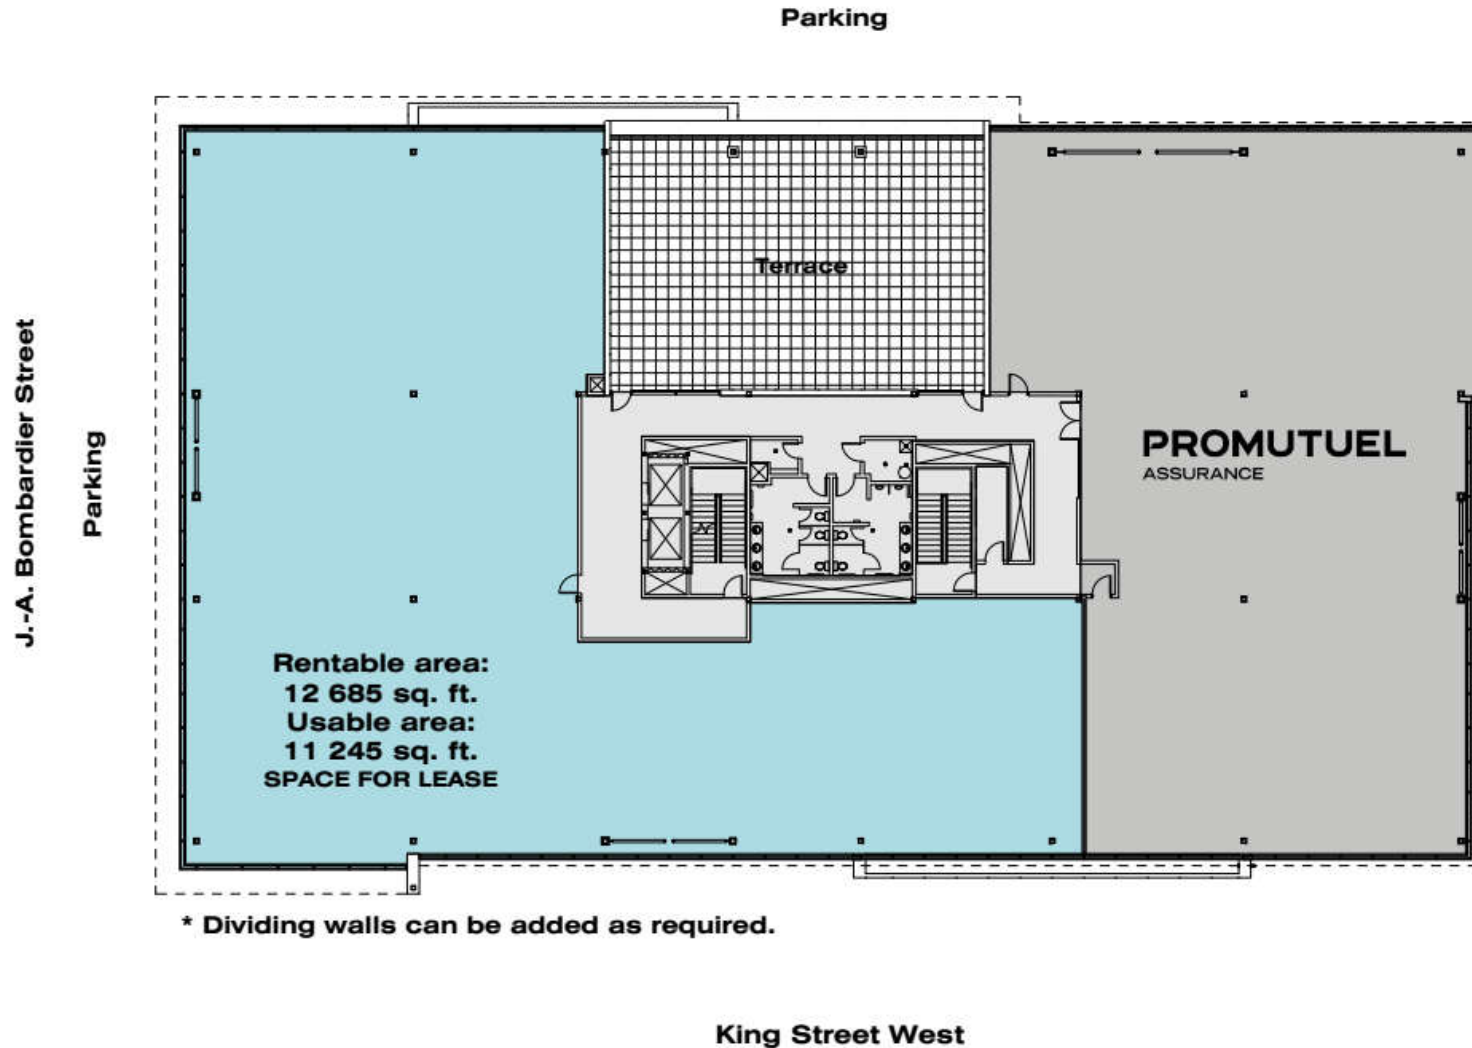 Parking
Terrace
J.-A. Bombardier Street
Parking
PROMUTUEL
ASSURANCE
Rentable area:
12 685 sq. ft.
Usable area:
11 245 sq. ft.
SPACE FOR LEASE
* Dividing walls can be added as required.
King Street West